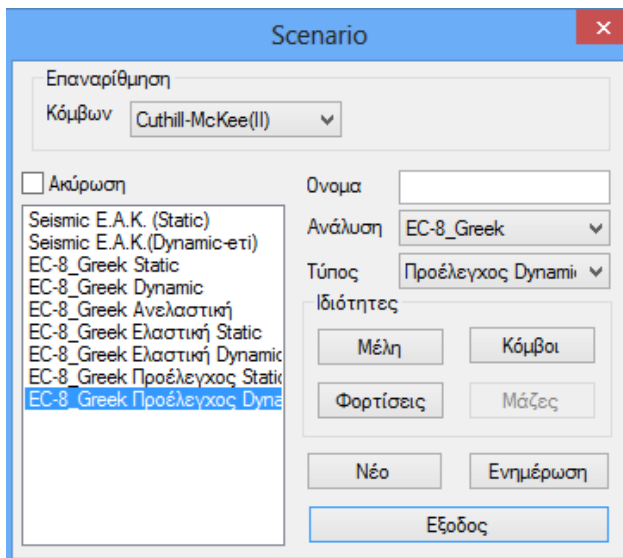 Scenario
Επαναρίθμηση
Κόμβων Cuthill-McKee(II)
Ακύρωση
Seismic E.A.K. (Static)
Seismic E.A.K.(Dynamic-ετι)
EC-8_Greek Static
EC-8_Greek Dynamic
EC-8_Greek Ανελαστική
EC-8_Greek Ελαστική Static
EC-8_Greek Ελαστική Dynamic
EC-8_Greek Προέλεγχος Static
EC-8_Greek Προέλεγχος Dyna
Ονομα
Ανάλυση EC-8_Greek
Τύπος Προέλεγχος Dynami
Ιδιότητες
Μέλη Κόμβοι
Φορτίσεις Μάζες
Νέο Ενημέρωση
Εξοδος